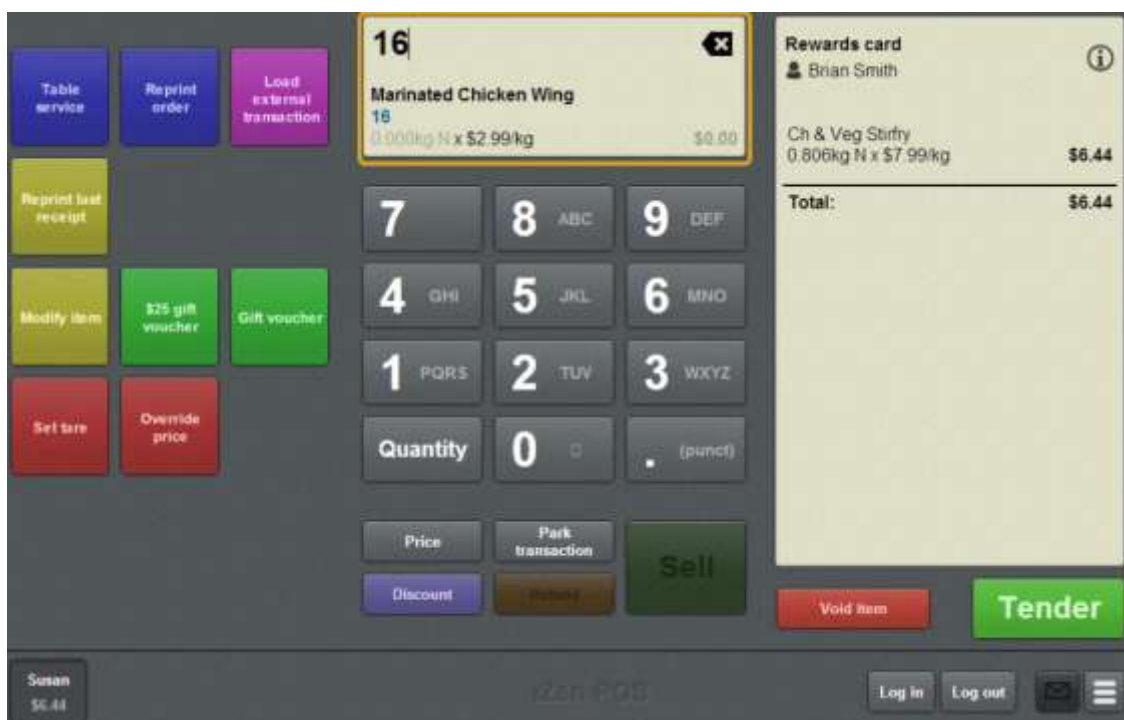 Table
service
Reprint
order
Load
external
transaction
Reprint last
receipt
Modify item
$25 gift
voucher
Gift voucher
Set tare
Override
price
16
Marinated Chicken Wing
16
0.000kg N x $2.99/kg $0.00
7
8 ABC
9 DEF
4 GHI
5 JKL
6 MNO
1 PQRS
2 TUV
3 WXYZ
Quantity
0
. (punct)
Price
Park
transaction
Sell
Discount
Refund
Rewards card
Brian Smith
Ch & Veg Stirfry
0.806kg N x $7.99/kg $6.44
Total: $6.44
Void item
Tender
Susan
$6.44
POS
Log in
Log out